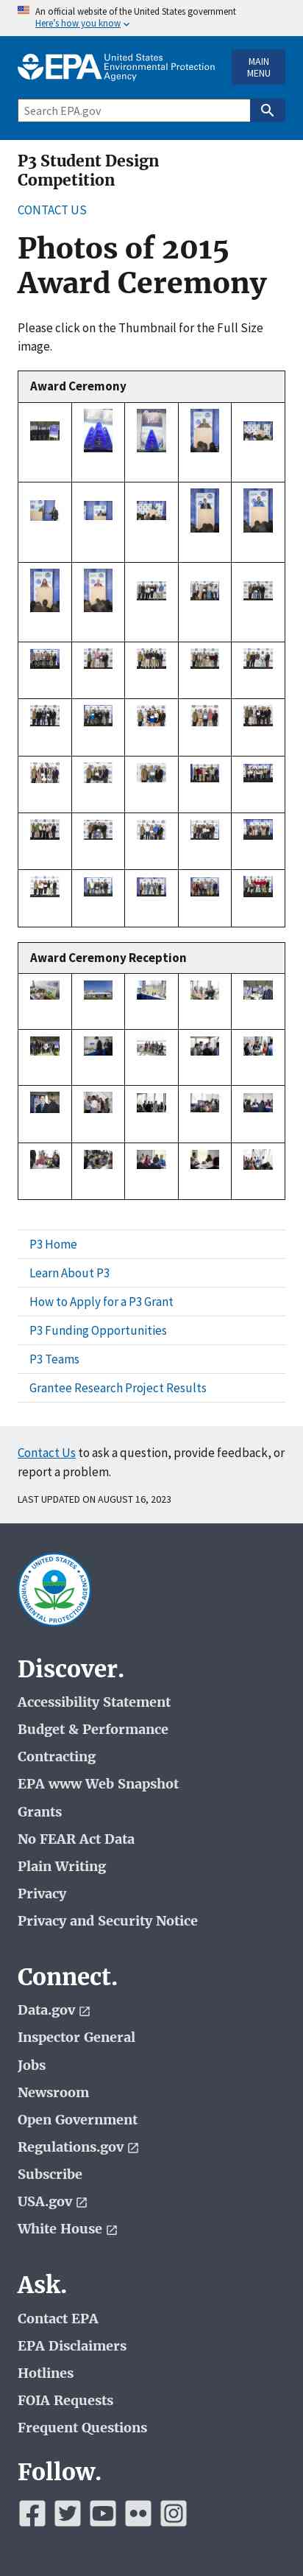 An official website of the United States government
Here's how you know
EPA United States
Environmental Protection
Agency
MAIN
MENU
Search EPA.gov
P3 Student Design
Competition
CONTACT US
Photos of 2015
Award Ceremony
Please click on the Thumbnail for the Full Size
image.
Award Ceremony
Award Ceremony Reception
P3 Home
Learn About P3
How to Apply for a P3 Grant
P3 Funding Opportunities
P3 Teams
Grantee Research Project Results
Contact Us to ask a question, provide feedback, or
report a problem.
LAST UPDATED ON AUGUST 16, 2023
UNITED STATES
ENVIRONMENTAL PROTECTION AGENCY
Discover.
Accessibility Statement
Budget & Performance
Contracting
EPA www Web Snapshot
Grants
No FEAR Act Data
Plain Writing
Privacy
Privacy and Security Notice
Connect.
Data.gov
Inspector General
Jobs
Newsroom
Open Government
Regulations.gov
Subscribe
USA.gov
White House
Ask.
Contact EPA
EPA Disclaimers
Hotlines
FOIA Requests
Frequent Questions
Follow.